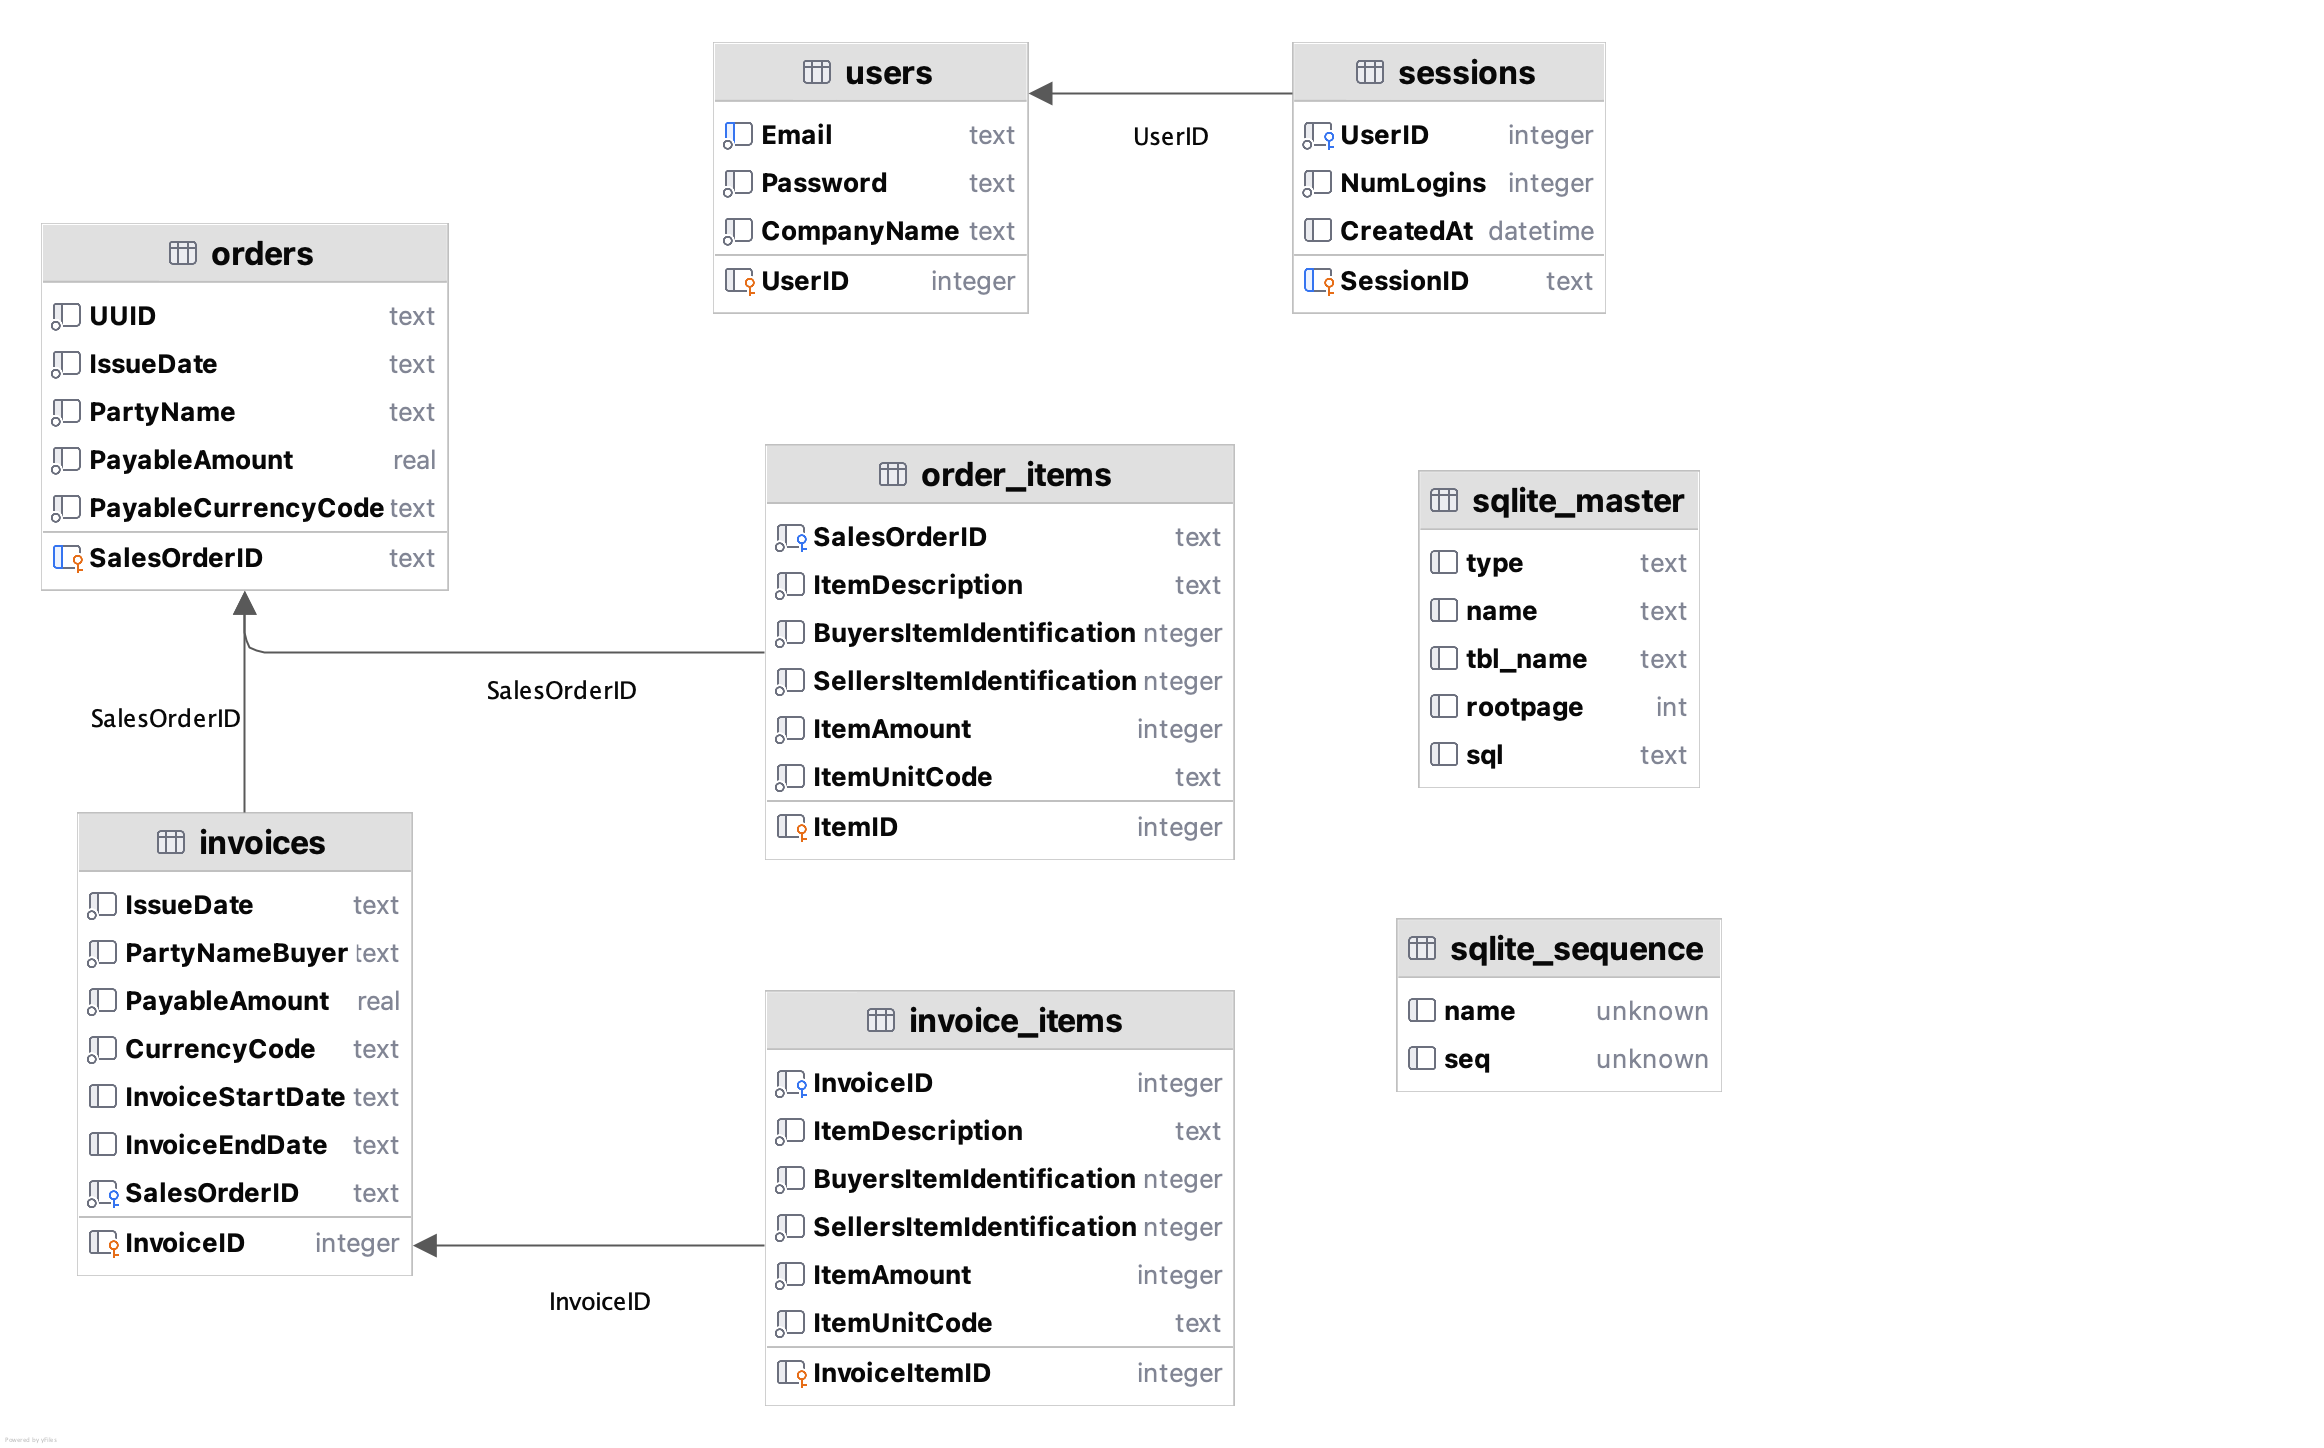 users
Email text
Password text
CompanyName text
UserID integer
UserID
sessions
UserID integer
NumLogins integer
CreatedAt datetime
SessionID text
orders
UUID text
IssueDate text
PartyName text
PayableAmount real
PayableCurrencyCode text
SalesOrderID text
SalesOrderID
SalesOrderID
order_items
SalesOrderID text
ItemDescription text
BuyersItemIdentification nteger
SellersItemIdentification nteger
ItemAmount integer
ItemUnitCode text
ItemID integer
sqlite_master
type text
name text
tbl_name text
rootpage int
sql text
invoices
IssueDate text
PartyNameBuyer text
PayableAmount real
CurrencyCode text
InvoiceStartDate text
InvoiceEndDate text
SalesOrderID text
InvoiceID integer
InvoiceID
invoice_items
InvoiceID integer
ItemDescription text
BuyersItemIdentification nteger
SellersItemIdentification nteger
ItemAmount integer
ItemUnitCode text
InvoiceItemID integer
sqlite_sequence
name unknown
seq unknown
Powered by yFiles